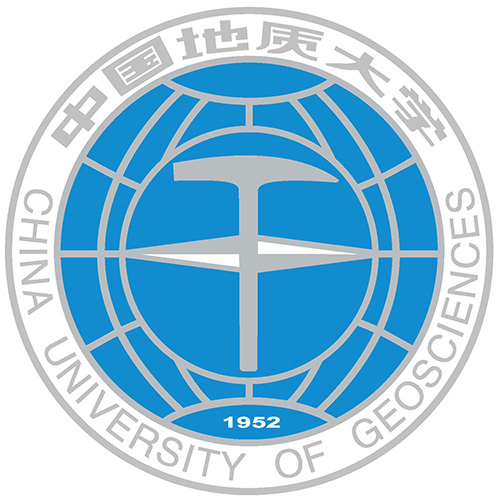 中国地质大学
CHINA UNIVERSITY OF GEOSCIENCES
1952